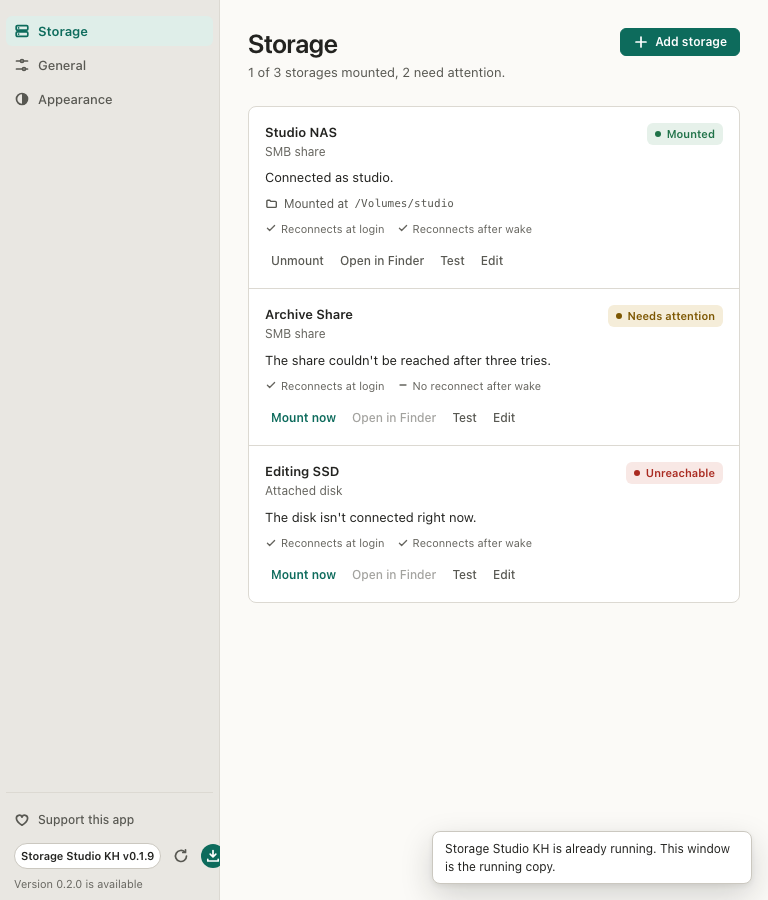 Storage
General
Appearance
Support this app
Storage Studio KH v0.1.9
Version 0.2.0 is available
Storage
Add storage
1 of 3 storages mounted, 2 need attention.
Studio NAS
Mounted
SMB share
Connected as studio.
Mounted at /Volumes/studio
Reconnects at login Reconnects after wake
Unmount Open in Finder Test Edit
Archive Share
Needs attention
SMB share
The share couldn't be reached after three tries.
Reconnects at login No reconnect after wake
Mount now Open in Finder Test Edit
Editing SSD
Unreachable
Attached disk
The disk isn't connected right now.
Reconnects at login Reconnects after wake
Mount now Open in Finder Test Edit
Storage Studio KH is already running. This window
is the running copy.